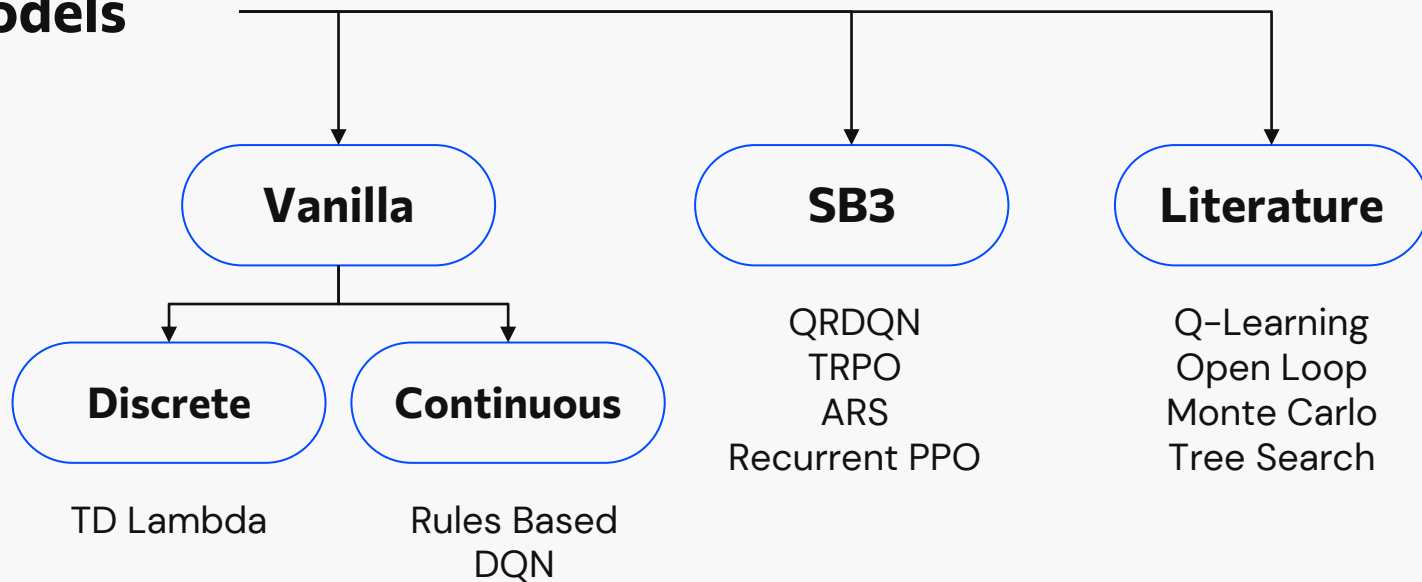 odels
Vanilla
SB3
Literature
QRDQN
TRPO
ARS
Recurrent PPO
Q-Learning
Open Loop
Monte Carlo
Tree Search
Discrete
Continuous
TD Lambda
Rules Based
DQN